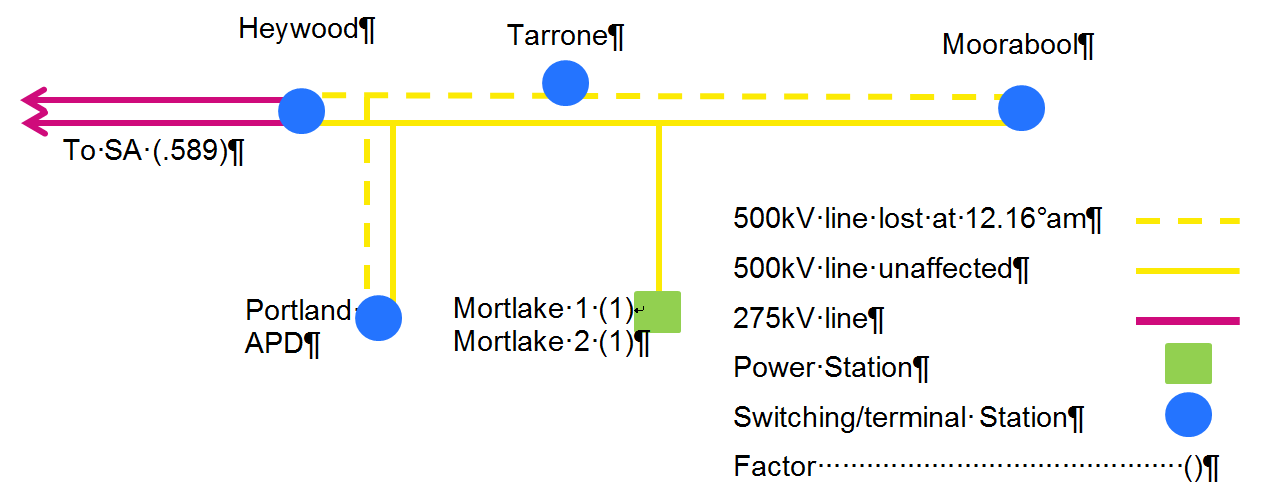 Heywood¶
Tarrone¶
Moorabool¶
To·SA·(.589)¶
Portland·
APD¶
Mortlake·1·(1)↵
Mortlake·2·(1)¶
500kV·line·lost·at·12.16°am¶
500kV·line·unaffected¶
275kV·line¶
Power·Station¶
Switching/terminal·Station¶
Factor·············································()¶